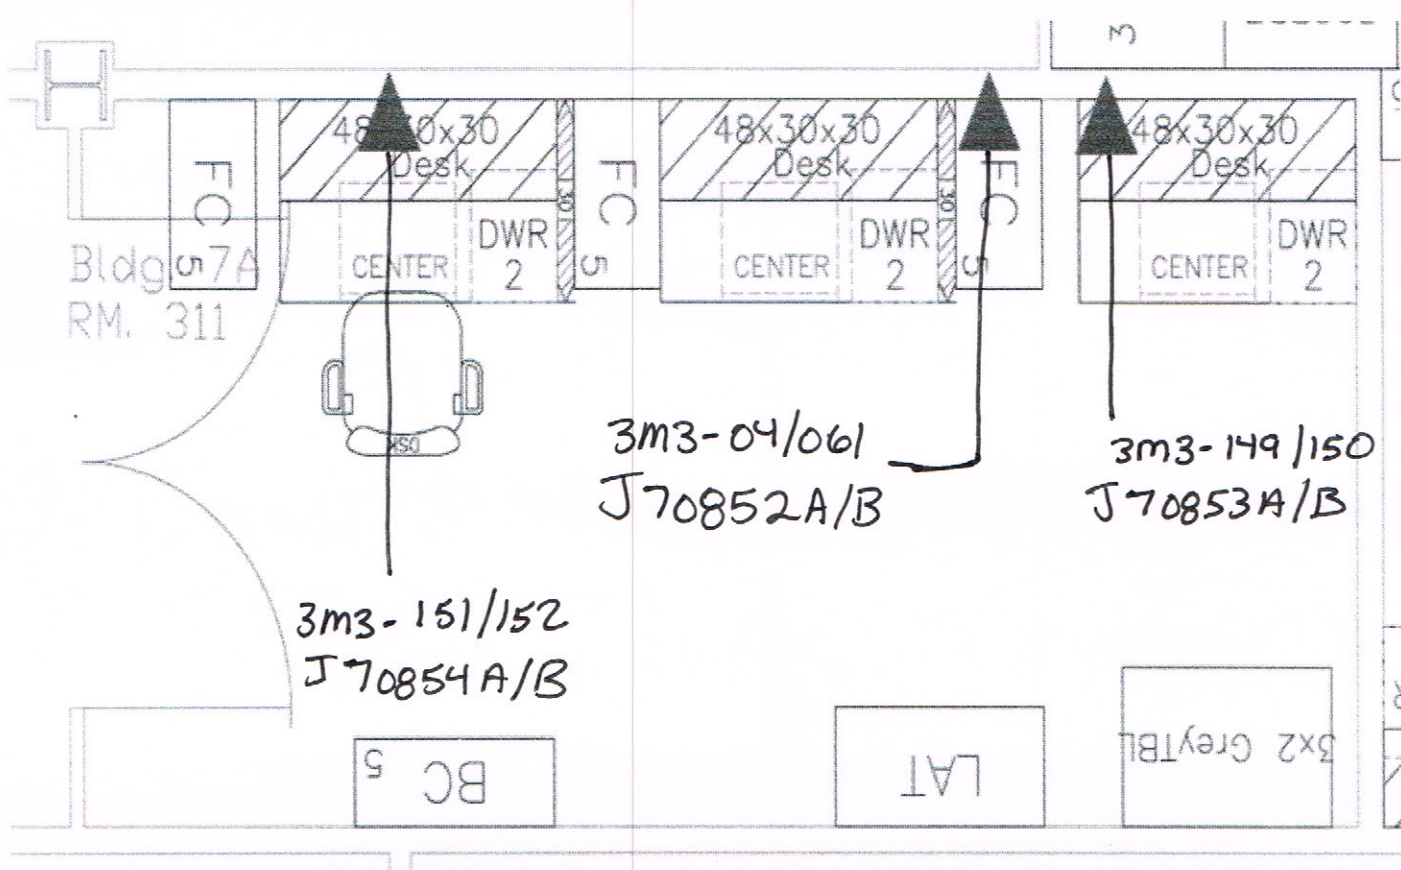 3
48x30x30
Desk
48x30x30
Desk
48x30x30
Desk
FC
5
FC
5
FC
5
30
30
CENTER
DWR
2
CENTER
DWR
2
CENTER
DWR
2
Bldg. 7A
RM. 311
DSK
3m3-04/061
J70852A/B
3m3-149/150
J70853A/B
3m3-151/152
J70854A/B
BC
5
LAT
3x2 GreyTBL